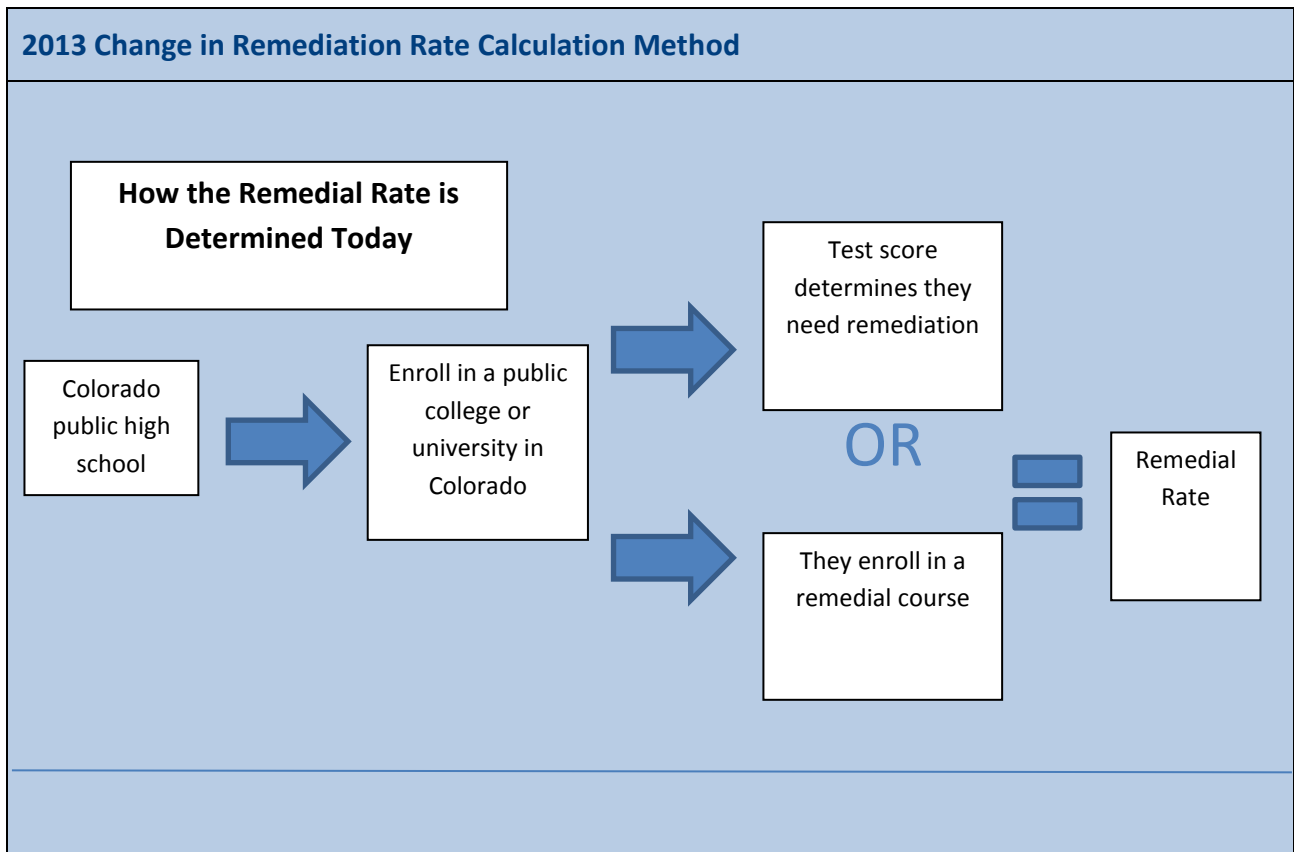 2013 Change in Remediation Rate Calculation Method
How the Remedial Rate is
Determined Today
Colorado
public high
school
Enroll in a public
college or
university in
Colorado
Test score
determines they
need remediation
OR
They enroll in a
remedial course
Remedial
Rate